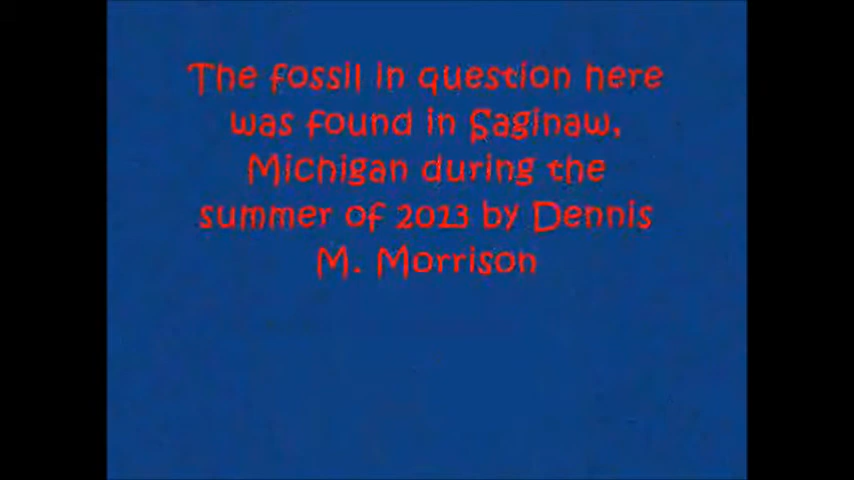 The fossil in question here
was found in Saginaw,
Michigan during the
summer of 2013 by Dennis
M. Morrison